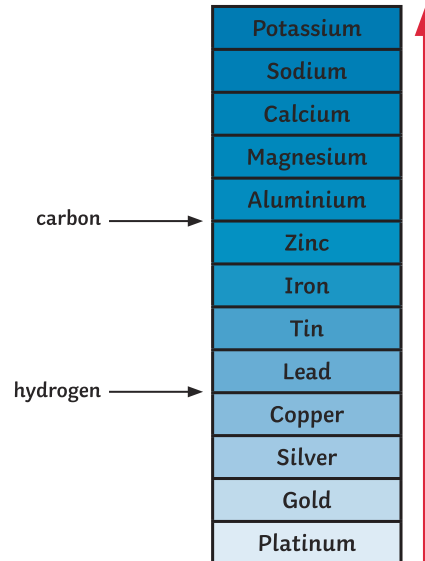 Potassium
Sodium
Calcium
Magnesium
Aluminium
carbon
Zinc
Iron
Tin
Lead
hydrogen
Copper
Silver
Gold
Platinum